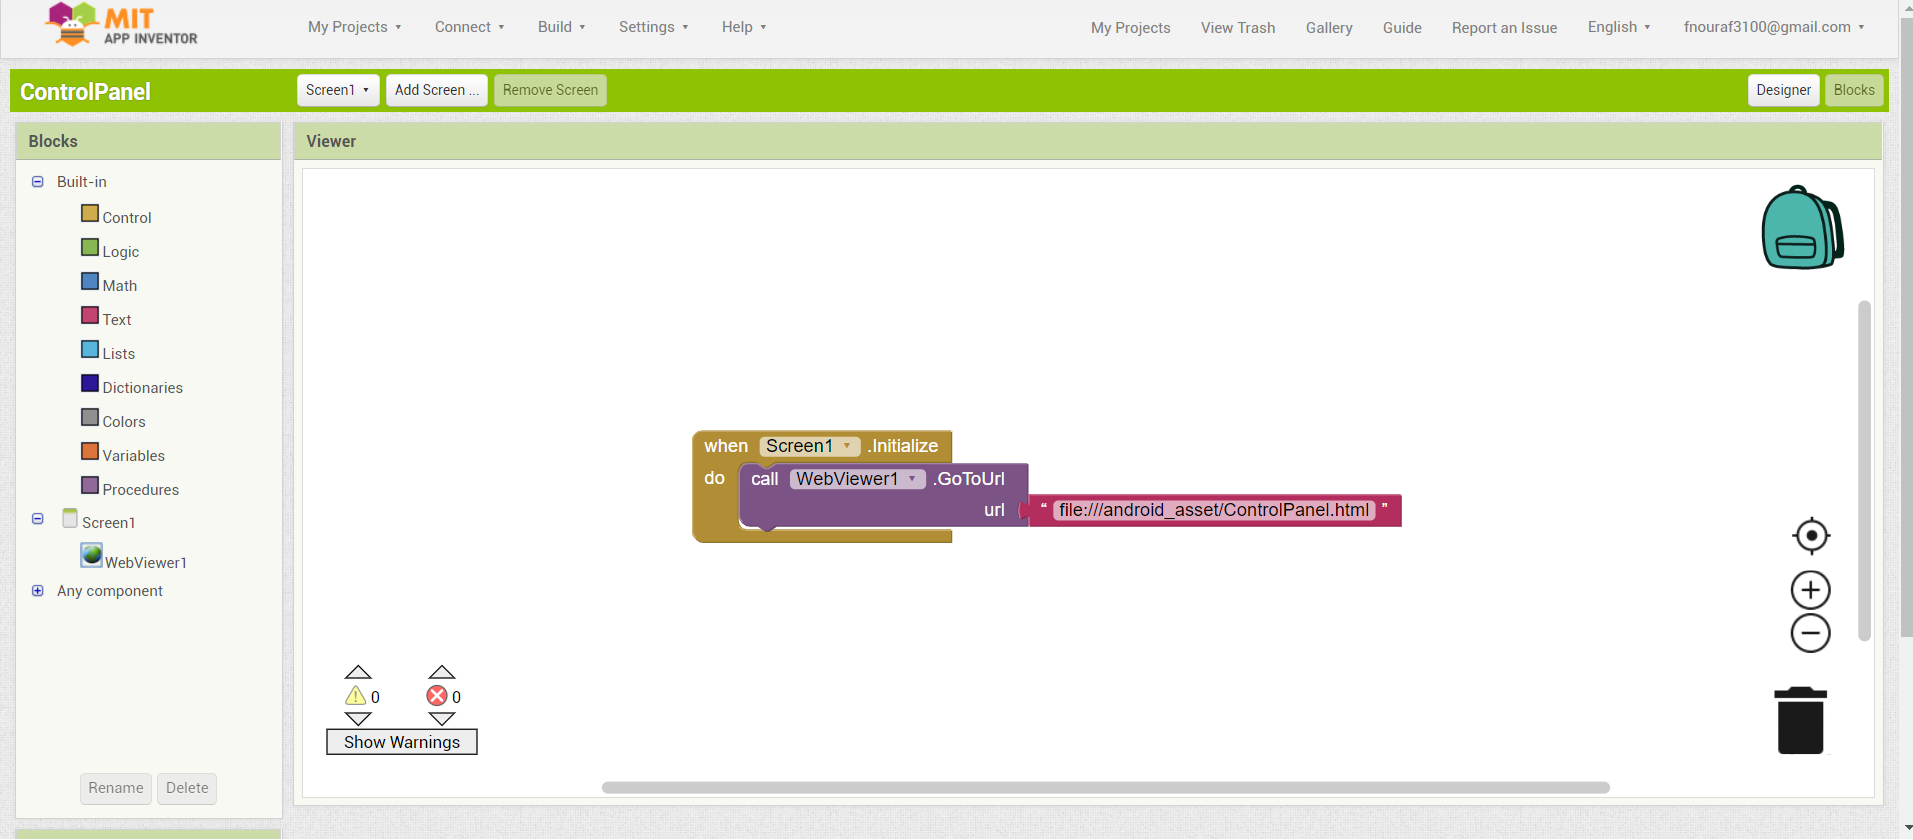 MIT
APP INVENTOR
My Projects Connect Build Settings Help My Projects View Trash Gallery Guide Report an Issue English fnouraf3100@gmail.com
ControlPanel Screen1 Add Screen ... Remove Screen Designer Blocks
Blocks
Built-in
Control
Logic
Math
Text
Lists
Dictionaries
Colors
Variables
Procedures
Screen1
WebViewer1
Any component
Rename Delete
Viewer
when Screen1 .Initialize
do call WebViewer1 .GoToUrl
url “ file:///android_asset/ControlPanel.html ”
0 0
Show Warnings